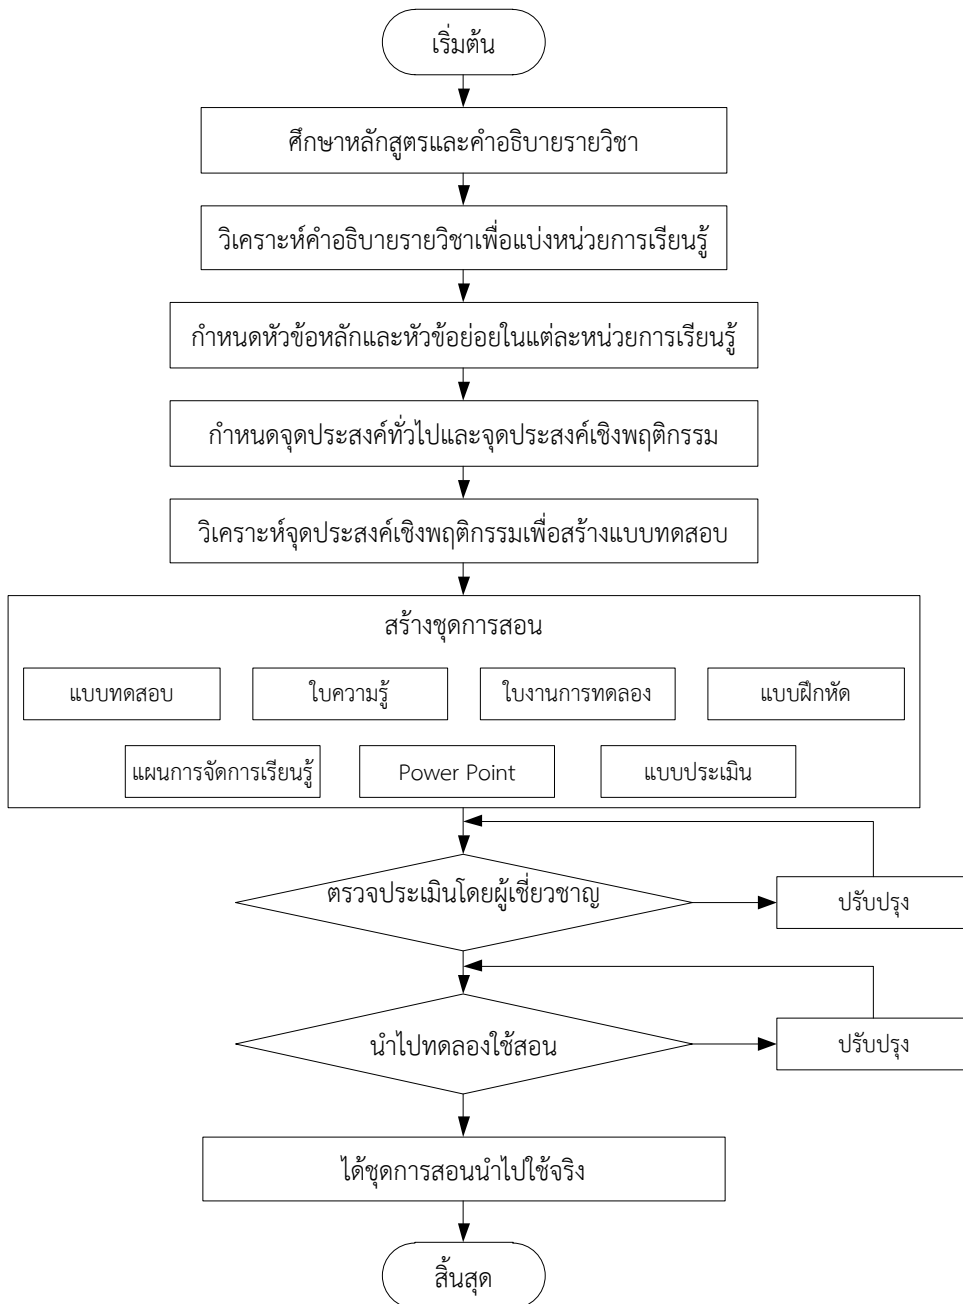 เริ่มต้น
ศึกษาหลักสูตรและคำอธิบายรายวิชา
วิเคราะห์คำอธิบายรายวิชาเพื่อแบ่งหน่วยการเรียนรู้
กำหนดหัวข้อหลักและหัวข้อย่อยในแต่ละหน่วยการเรียนรู้
กำหนดจุดประสงค์ทั่วไปและจุดประสงค์เชิงพฤติกรรม
วิเคราะห์จุดประสงค์เชิงพฤติกรรมเพื่อสร้างแบบทดสอบ
สร้างชุดการสอน
แบบทดสอบ
ใบความรู้
ใบงานการทดลอง
แบบฝึกหัด
แผนการจัดการเรียนรู้
Power Point
แบบประเมิน
ตรวจประเมินโดยผู้เชี่ยวชาญ
ปรับปรุง
นำไปทดลองใช้สอน
ปรับปรุง
ได้ชุดการสอนนำไปใช้จริง
สิ้นสุด